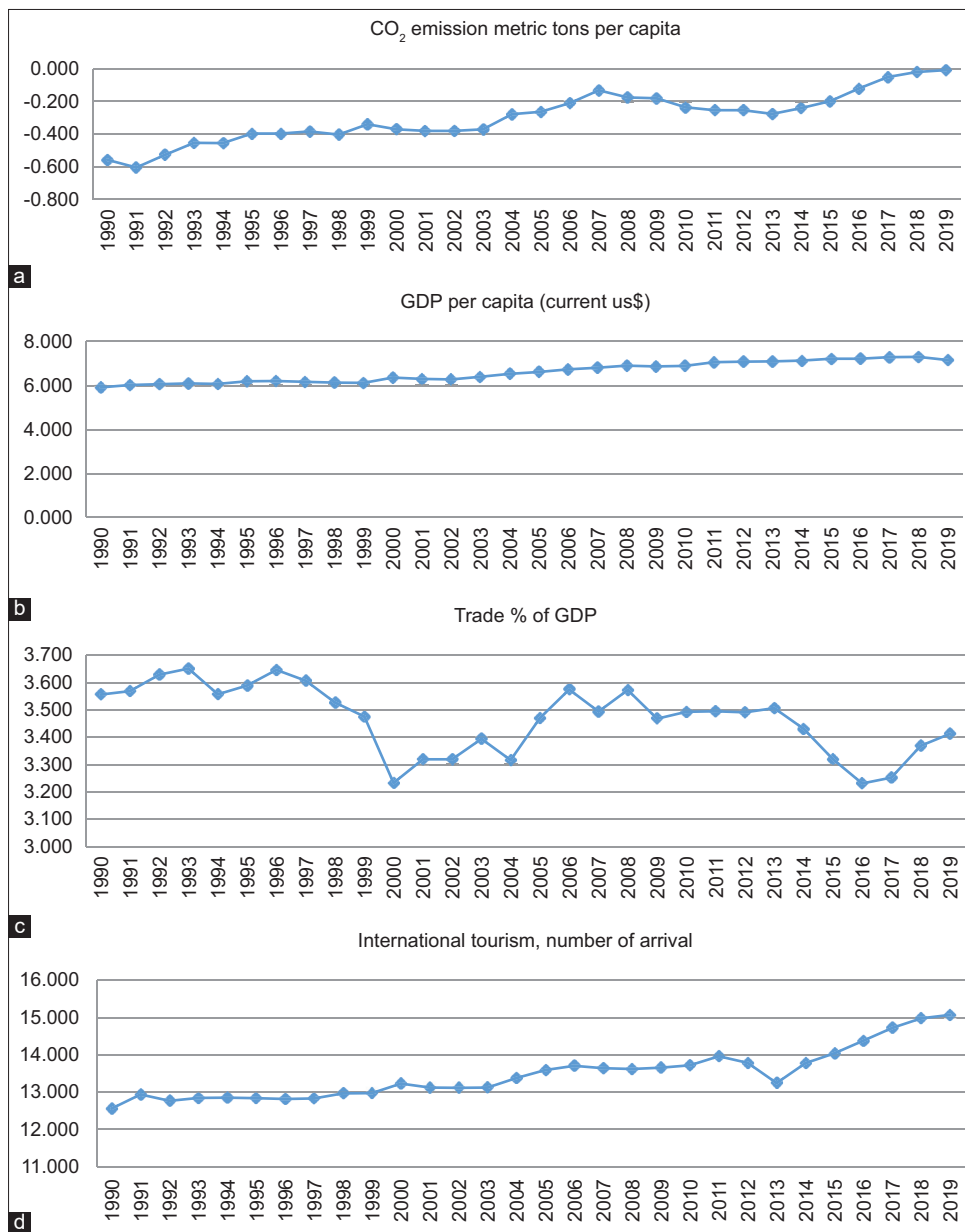 CO2 emission metric tons per capita
0.000
-0.200
-0.400
-0.600
-0.800
1990 1991 1992 1993 1994 1995 1996 1997 1998 1999 2000 2001 2002 2003 2004 2005 2006 2007 2008 2009 2010 2011 2012 2013 2014 2015 2016 2017 2018 2019
a
GDP per capita (current us$)
8.000
6.000
4.000
2.000
0.000
1990 1991 1992 1993 1994 1995 1996 1997 1998 1999 2000 2001 2002 2003 2004 2005 2006 2007 2008 2009 2010 2011 2012 2013 2014 2015 2016 2017 2018 2019
b
Trade % of GDP
3.700
3.600
3.500
3.400
3.300
3.200
3.100
3.000
1990 1991 1992 1993 1994 1995 1996 1997 1998 1999 2000 2001 2002 2003 2004 2005 2006 2007 2008 2009 2010 2011 2012 2013 2014 2015 2016 2017 2018 2019
c
International tourism, number of arrival
16.000
15.000
14.000
13.000
12.000
11.000
1990 1991 1992 1993 1994 1995 1996 1997 1998 1999 2000 2001 2002 2003 2004 2005 2006 2007 2008 2009 2010 2011 2012 2013 2014 2015 2016 2017 2018 2019
d